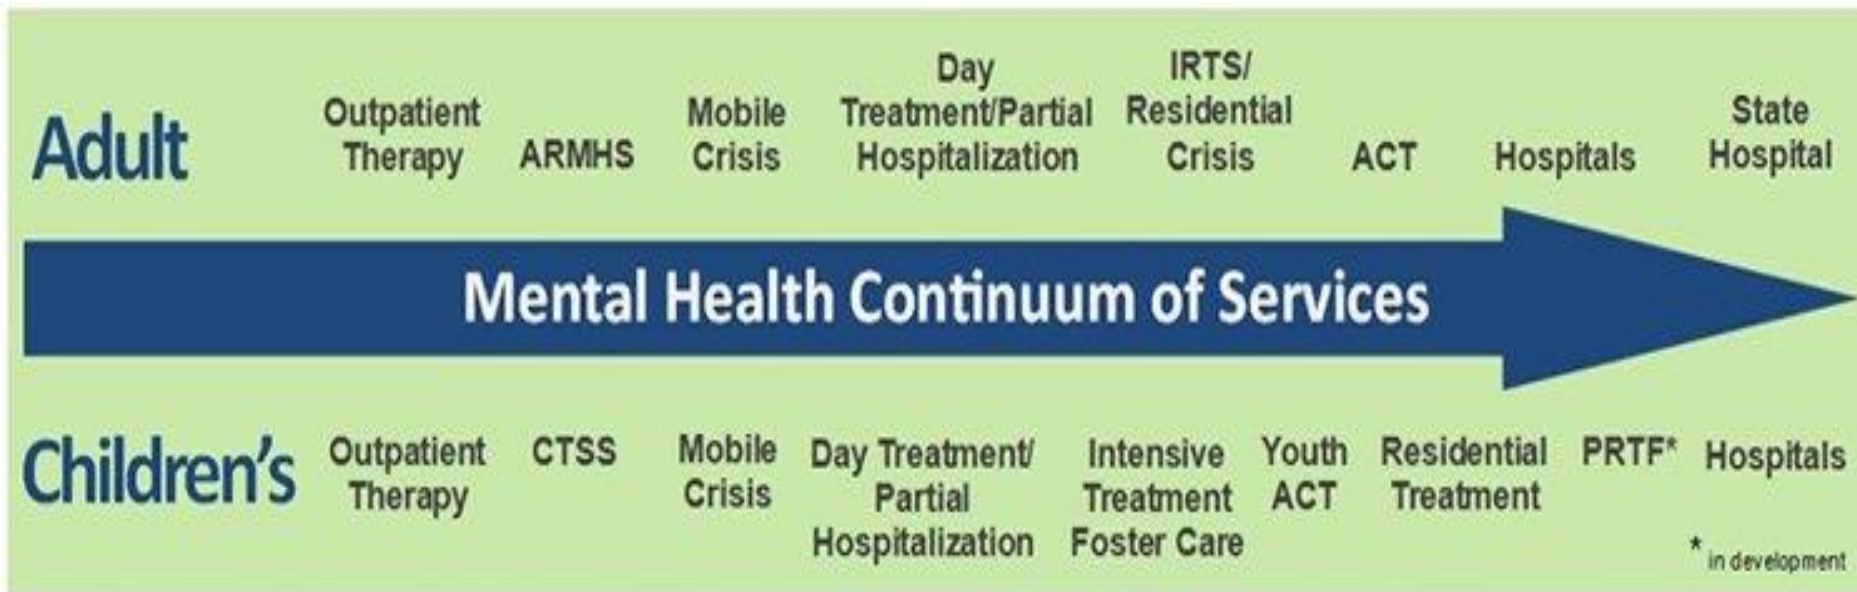 Adult
Outpatient
Therapy
ARMHS
Mobile
Crisis
Day
Treatment/Partial
Hospitalization
IRTS/
Residential
Crisis
ACT
Hospitals
State
Hospital
Mental Health Continuum of Services
Children's
Outpatient
Therapy
CTSS
Mobile
Crisis
Day Treatment/
Partial
Hospitalization
Intensive
Treatment
Foster Care
Youth
ACT
Residential
Treatment
PRTF*
Hospitals
* in development